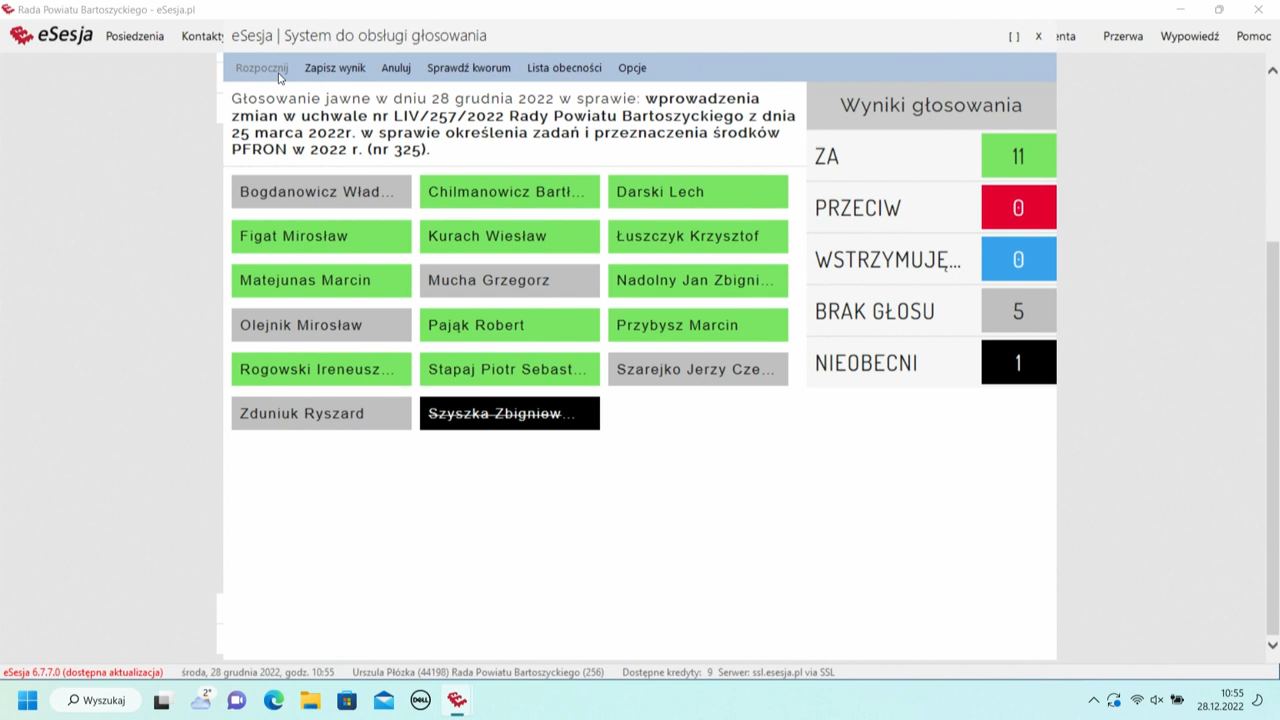 Rada Powiatu Bartoszyckiego - eSesja.pl
eSesja Posiedzenia Kontakty eSesja | System do obsługi głosowania [ ] X enta Przerwa Wypowiedź Pomoc
Rozpocznij Zapisz wynik Anuluj Sprawdź kworum Lista obecności Opcje
Głosowanie jawne w dniu 28 grudnia 2022 w sprawie: wprowadzenia
zmian w uchwale nr LIV/257/2022 Rady Powiatu Bartoszyckiego z dnia
25 marca 2022r. w sprawie określenia zadań i przeznaczenia środków
PFRON w 2022 r. (nr 325).
Wyniki głosowania
ZA 11
PRZECIW 0
WSTRZYMUJĘ... 0
BRAK GŁOSU 5
NIEOBECNI 1
Bogdanowicz Wład... Chilmanowicz Bartł... Darski Lech
Figat Mirosław Kurach Wiesław Łuszczyk Krzysztof
Matejunas Marcin Mucha Grzegorz Nadolny Jan Zbigni...
Olejnik Mirosław Pająk Robert Przybysz Marcin
Rogowski Ireneusz... Stapaj Piotr Sebast... Szarejko Jerzy Cze...
Zduniuk Ryszard Szyszka Zbigniew...
eSesja 6.7.7.0 (dostępna aktualizacja) środa, 28 grudnia 2022, godz. 10:55 Urszula Płózka (44198) Rada Powiatu Bartoszyckiego (256) Dostępne kredyty: 9 Serwer: ssl.esesja.pl via SSL
Wyszukaj 2° DELL 10:55
28.12.2022